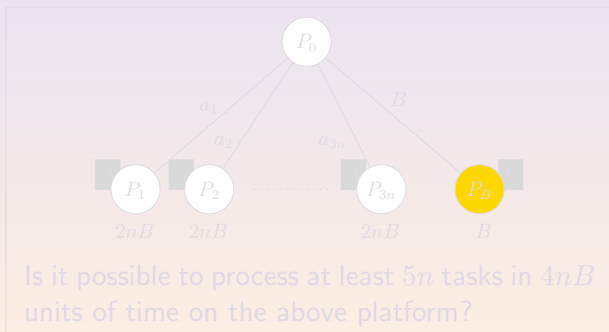 P_0
a_1
a_2
a_{3n}
B
P_1
P_2
P_{3n}
P_B
2nB
2nB
2nB
B
Is it possible to process at least 5n tasks in 4nB
units of time on the above platform?